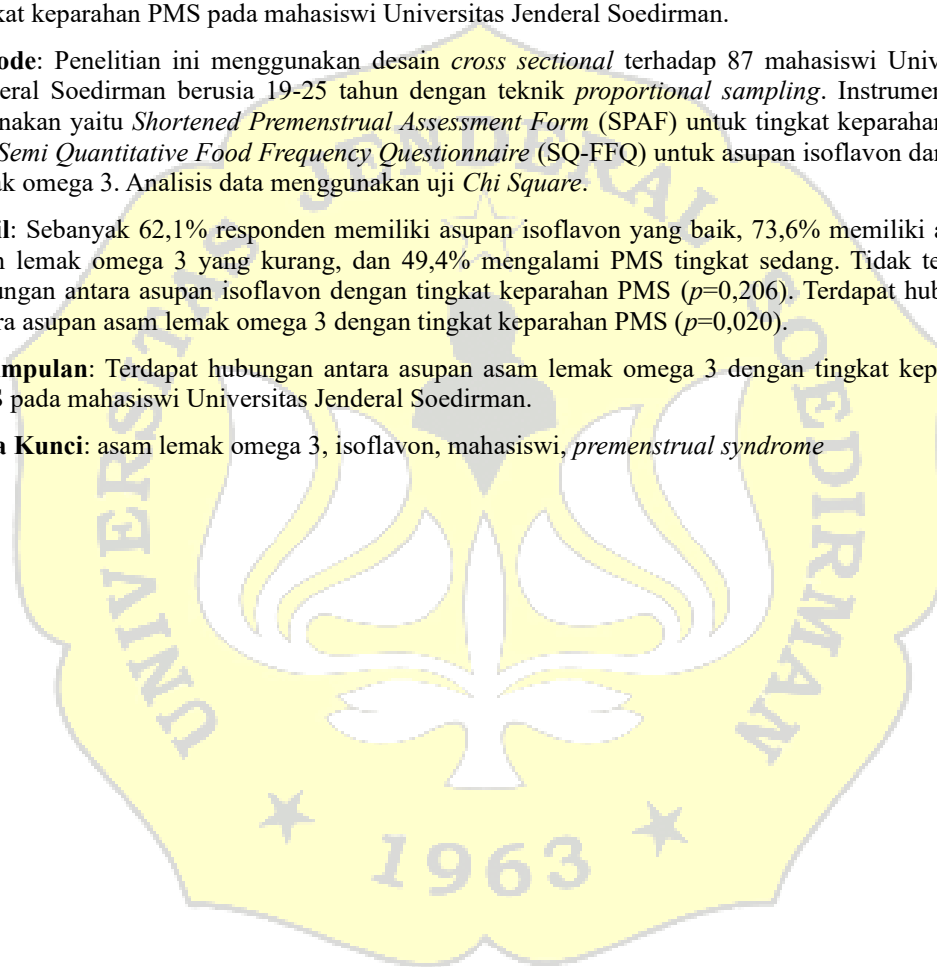 kat keparahan PMS pada mahasiswi Universitas Jenderal Soedirman.
ode: Penelitian ini menggunakan desain cross sectional terhadap 87 mahasiswi Univ
eral Soedirman berusia 19-25 tahun dengan teknik proportional sampling. Instrumen
nakan yaitu Shortened Premenstrual Assessment Form (SPAF) untuk tingkat keparahan
Semi Quantitative Food Frequency Questionnaire (SQ-FFQ) untuk asupan isoflavon dan
ak omega 3. Analisis data menggunakan uji Chi Square.
il: Sebanyak 62,1% responden memiliki asupan isoflavon yang baik, 73,6% memiliki a
n lemak omega 3 yang kurang, dan 49,4% mengalami PMS tingkat sedang. Tidak te
ungan antara asupan isoflavon dengan tingkat keparahan PMS (p=0,206). Terdapat hub
ra asupan asam lemak omega 3 dengan tingkat keparahan PMS (p=0,020).
mpulan: Terdapat hubungan antara asupan asam lemak omega 3 dengan tingkat kep
S pada mahasiswi Universitas Jenderal Soedirman.
a Kunci: asam lemak omega 3, isoflavon, mahasiswi, premenstrual syndrome
UNIVERSITAS JENDERAL SOEDIRMAN
1963